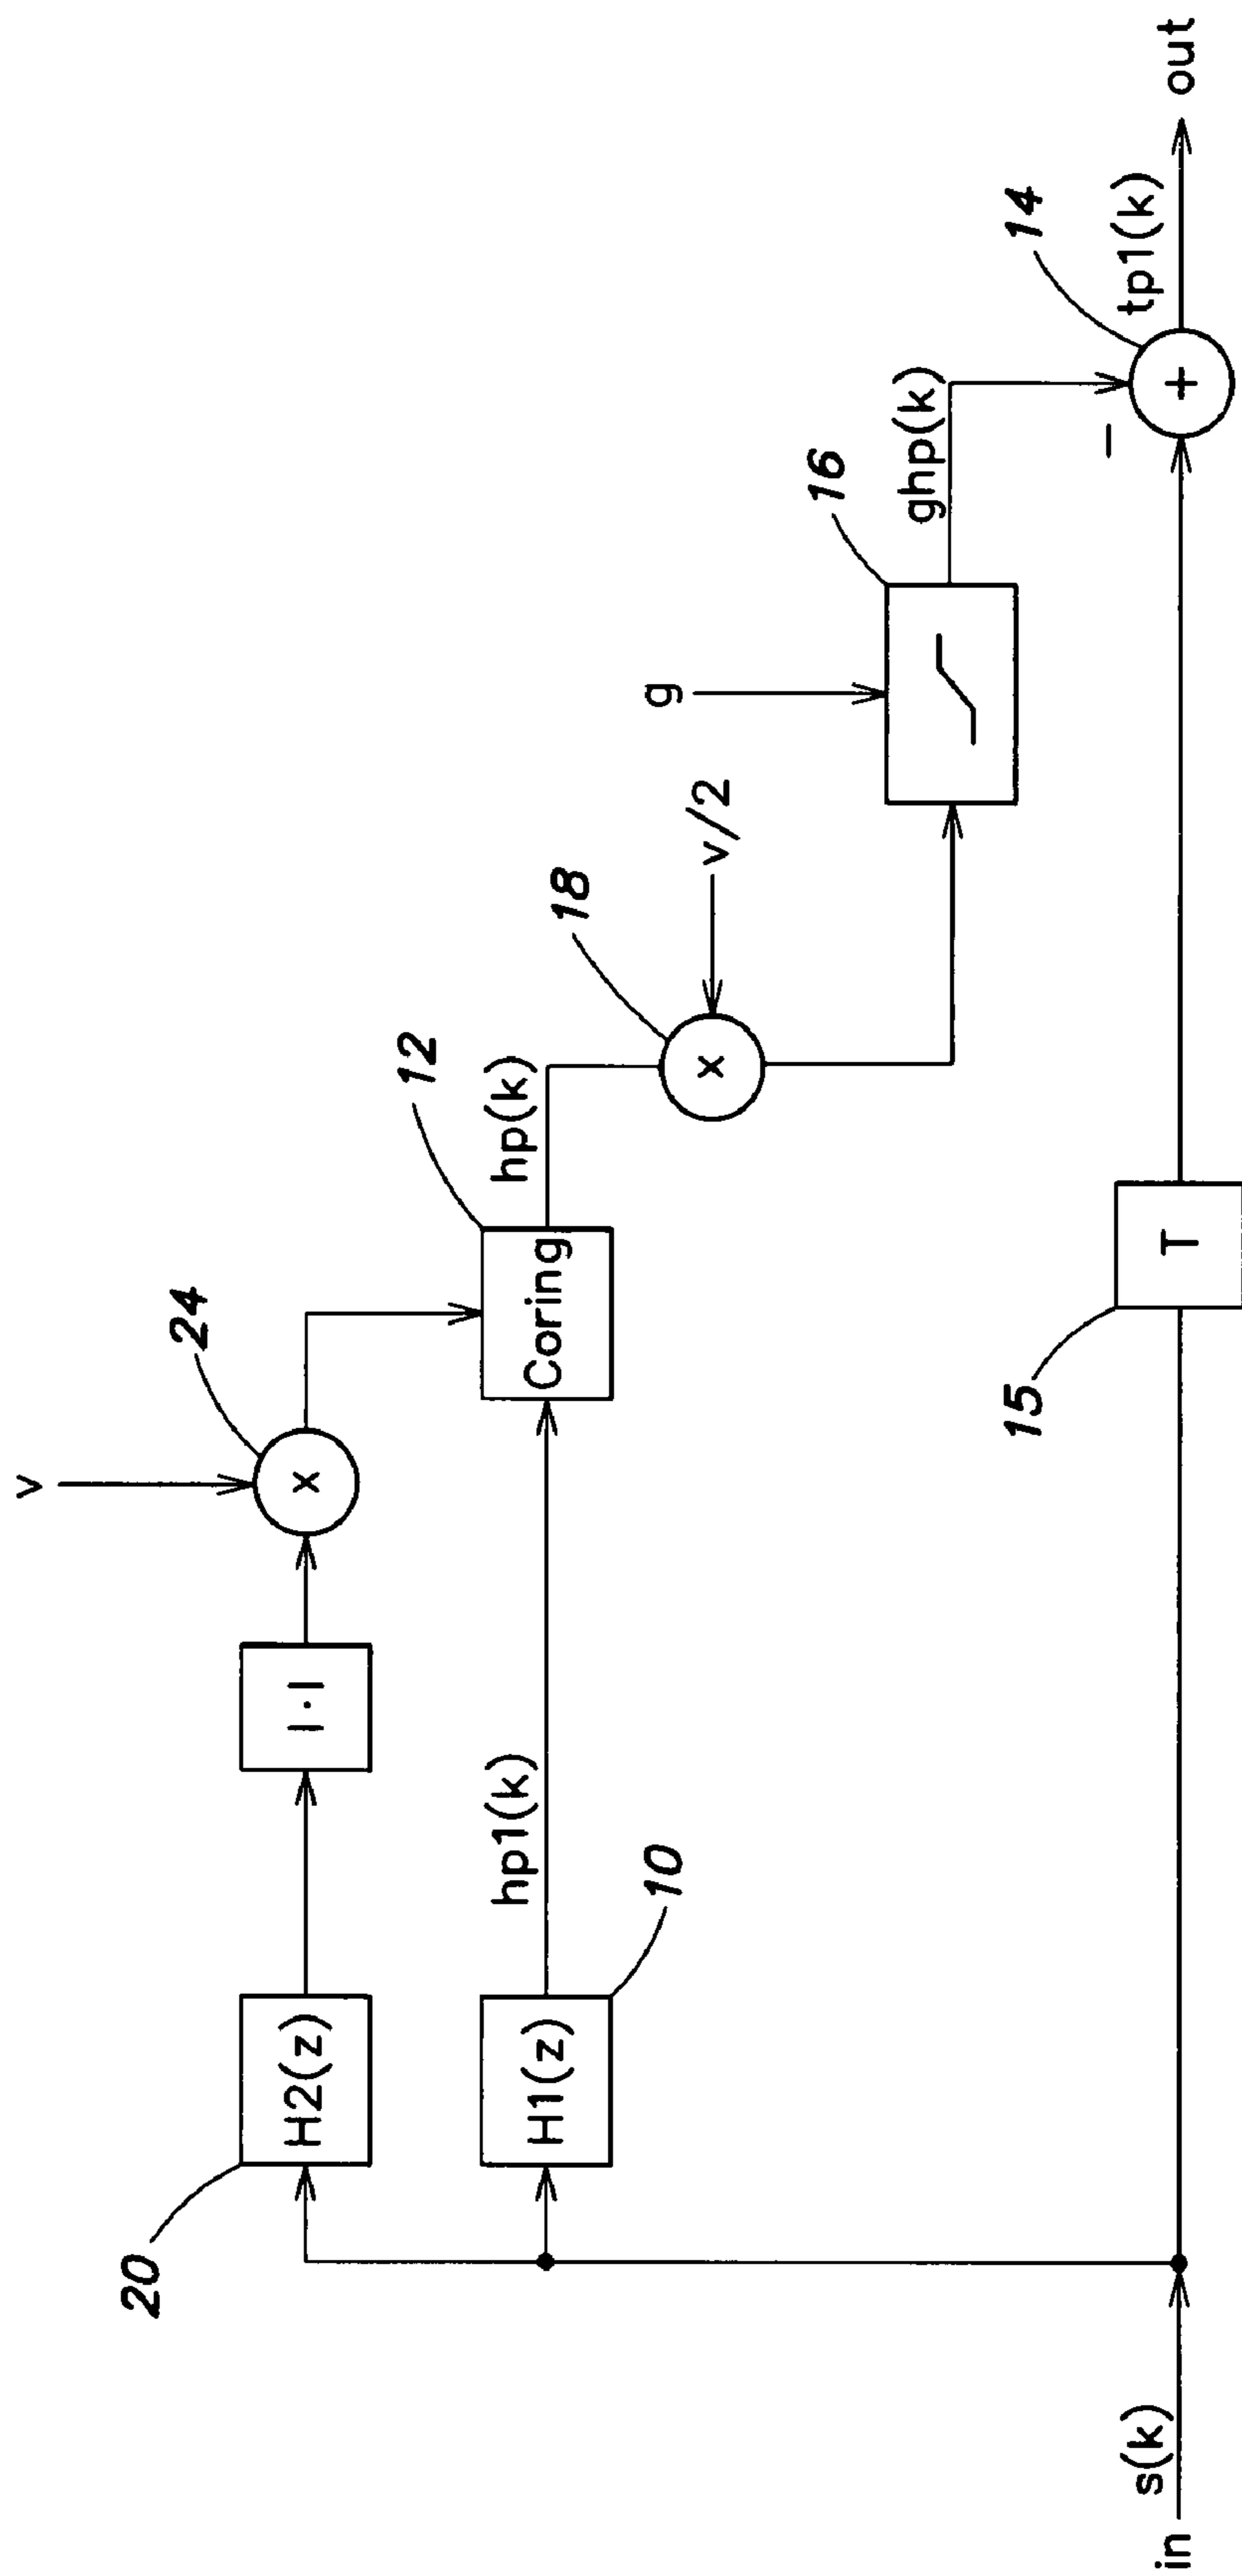 v
24
20
H2(z)
|·|
x
12
hp1(k)
Coring
hp(k)
10
H1(z)
18
x
v/2
g
16
ghp(k)
14
15
T
-
+
tp1(k)
in
s(k)
out